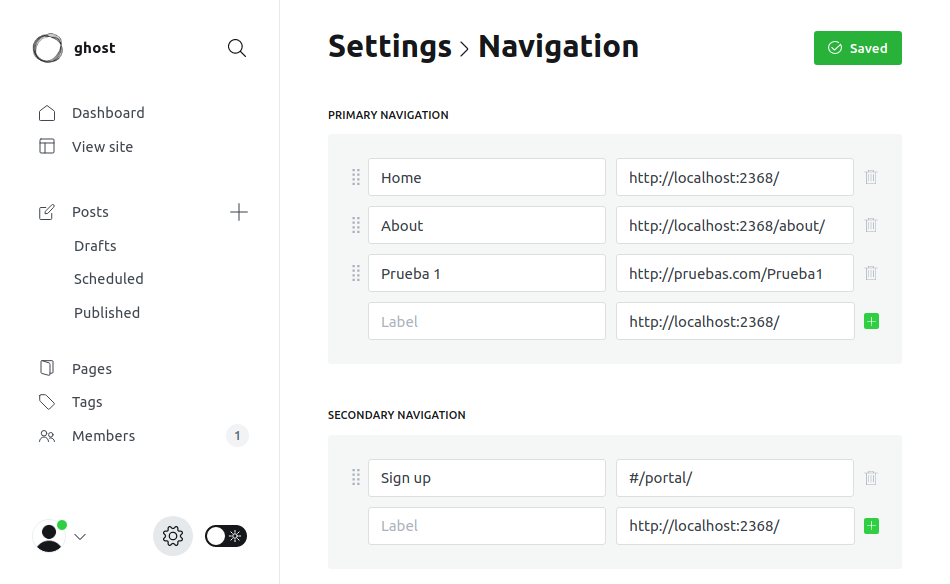 ghost
Dashboard
View site
Posts
Drafts
Scheduled
Published
Pages
Tags
Members 1
Settings > Navigation
Saved
PRIMARY NAVIGATION
Home http://localhost:2368/
About http://localhost:2368/about/
Prueba 1 http://pruebas.com/Prueba1
Label http://localhost:2368/
SECONDARY NAVIGATION
Sign up #/portal/
Label http://localhost:2368/